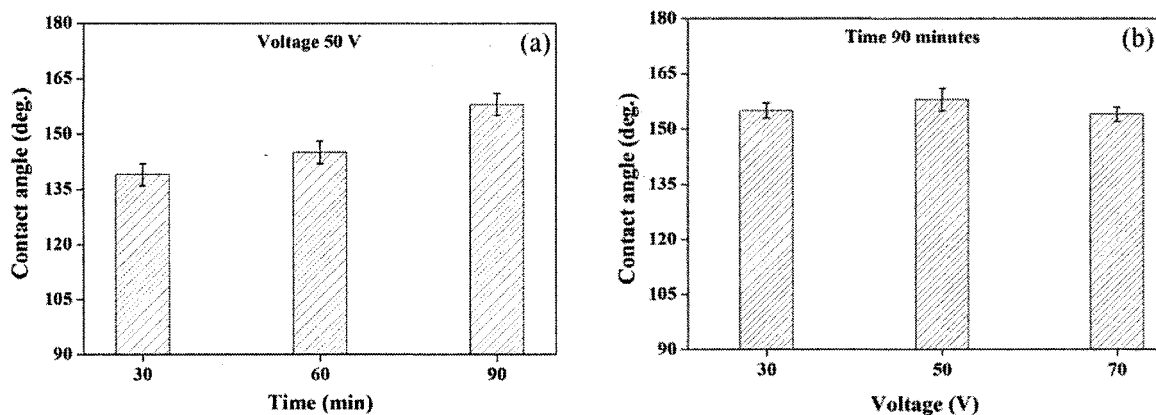 Voltage 50 V
(a)
Contact angle (deg.)
180
165
150
135
120
105
90
30
60
90
Time (min)
Time 90 minutes
(b)
Contact angle (deg.)
180
165
150
135
120
105
90
30
50
70
Voltage (V)